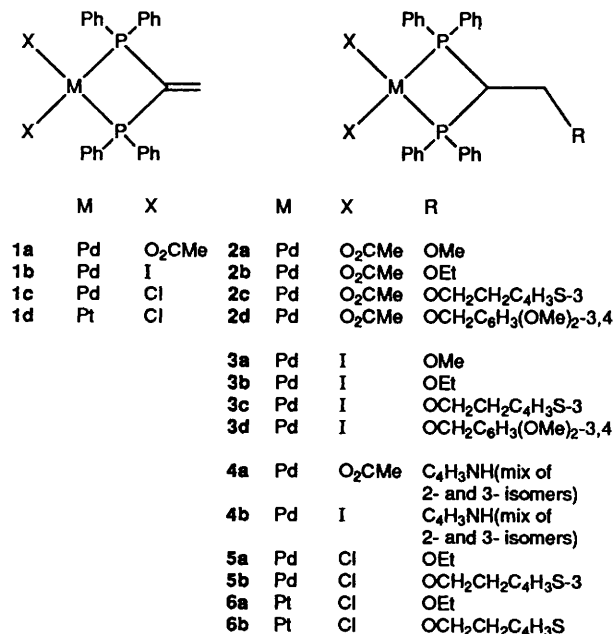 Ph Ph Ph Ph
X P X P
M M
X P X P R
Ph Ph Ph Ph
M X M X R
1a Pd O₂CMe 2a Pd O₂CMe OMe
1b Pd I 2b Pd O₂CMe OEt
1c Pd Cl 2c Pd O₂CMe OCH₂CH₂C₄H₃S-3
1d Pt Cl 2d Pd O₂CMe OCH₂C₆H₃(OMe)₂-3,4
3a Pd I OMe
3b Pd I OEt
3c Pd I OCH₂CH₂C₄H₃S-3
3d Pd I OCH₂C₆H₃(OMe)₂-3,4
4a Pd O₂CMe C₄H₃NH(mix of
2- and 3- isomers)
4b Pd I C₄H₃NH(mix of
2- and 3- isomers)
5a Pd Cl OEt
5b Pd Cl OCH₂CH₂C₄H₃S-3
6a Pt Cl OEt
6b Pt Cl OCH₂CH₂C₄H₃S